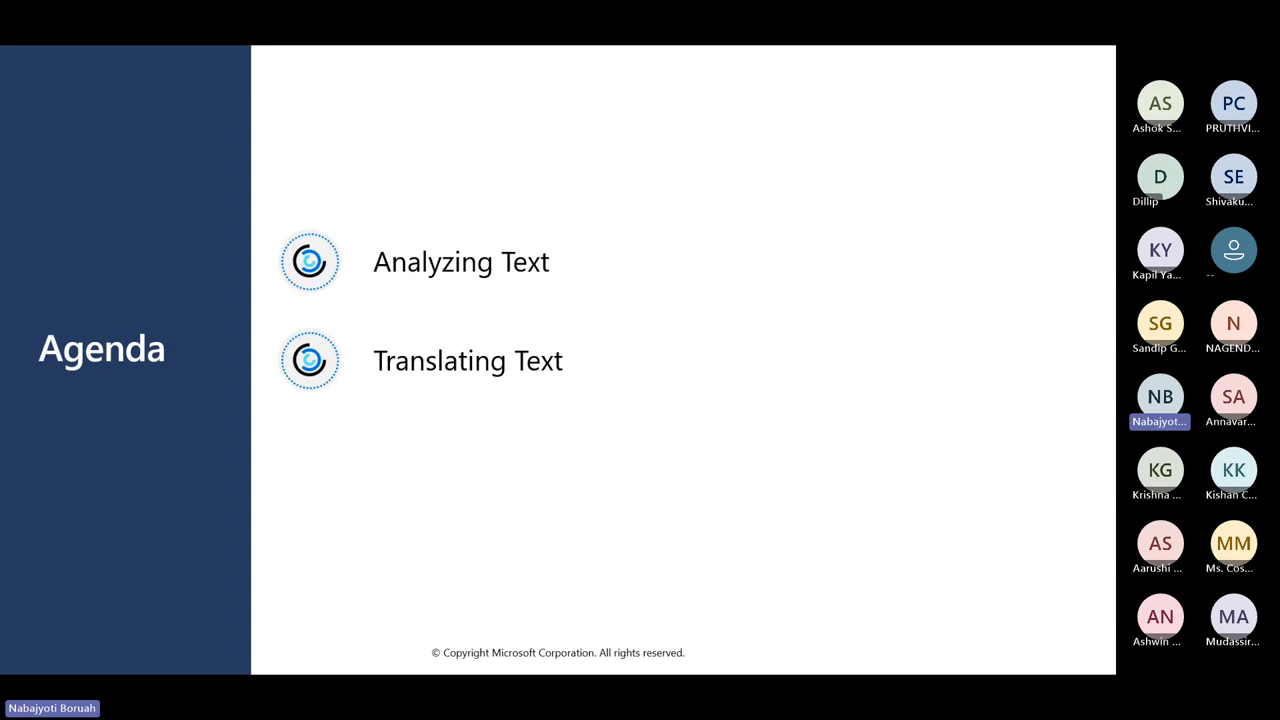 Agenda
Analyzing Text
Translating Text
© Copyright Microsoft Corporation. All rights reserved.
AS
Ashok S...
PC
PRUTHVI...
D
Dillip
SE
Shivaku...
KY
Kapil Ya...
--
SG
Sandip G...
N
NAGEND...
NB
Nabajyot...
SA
Annavar...
KG
Krishna ...
KK
Kishan C...
AS
Aarushi ...
MM
Ms. Cos...
AN
Ashwin ...
MA
Mudassir...
Nabajyoti Boruah